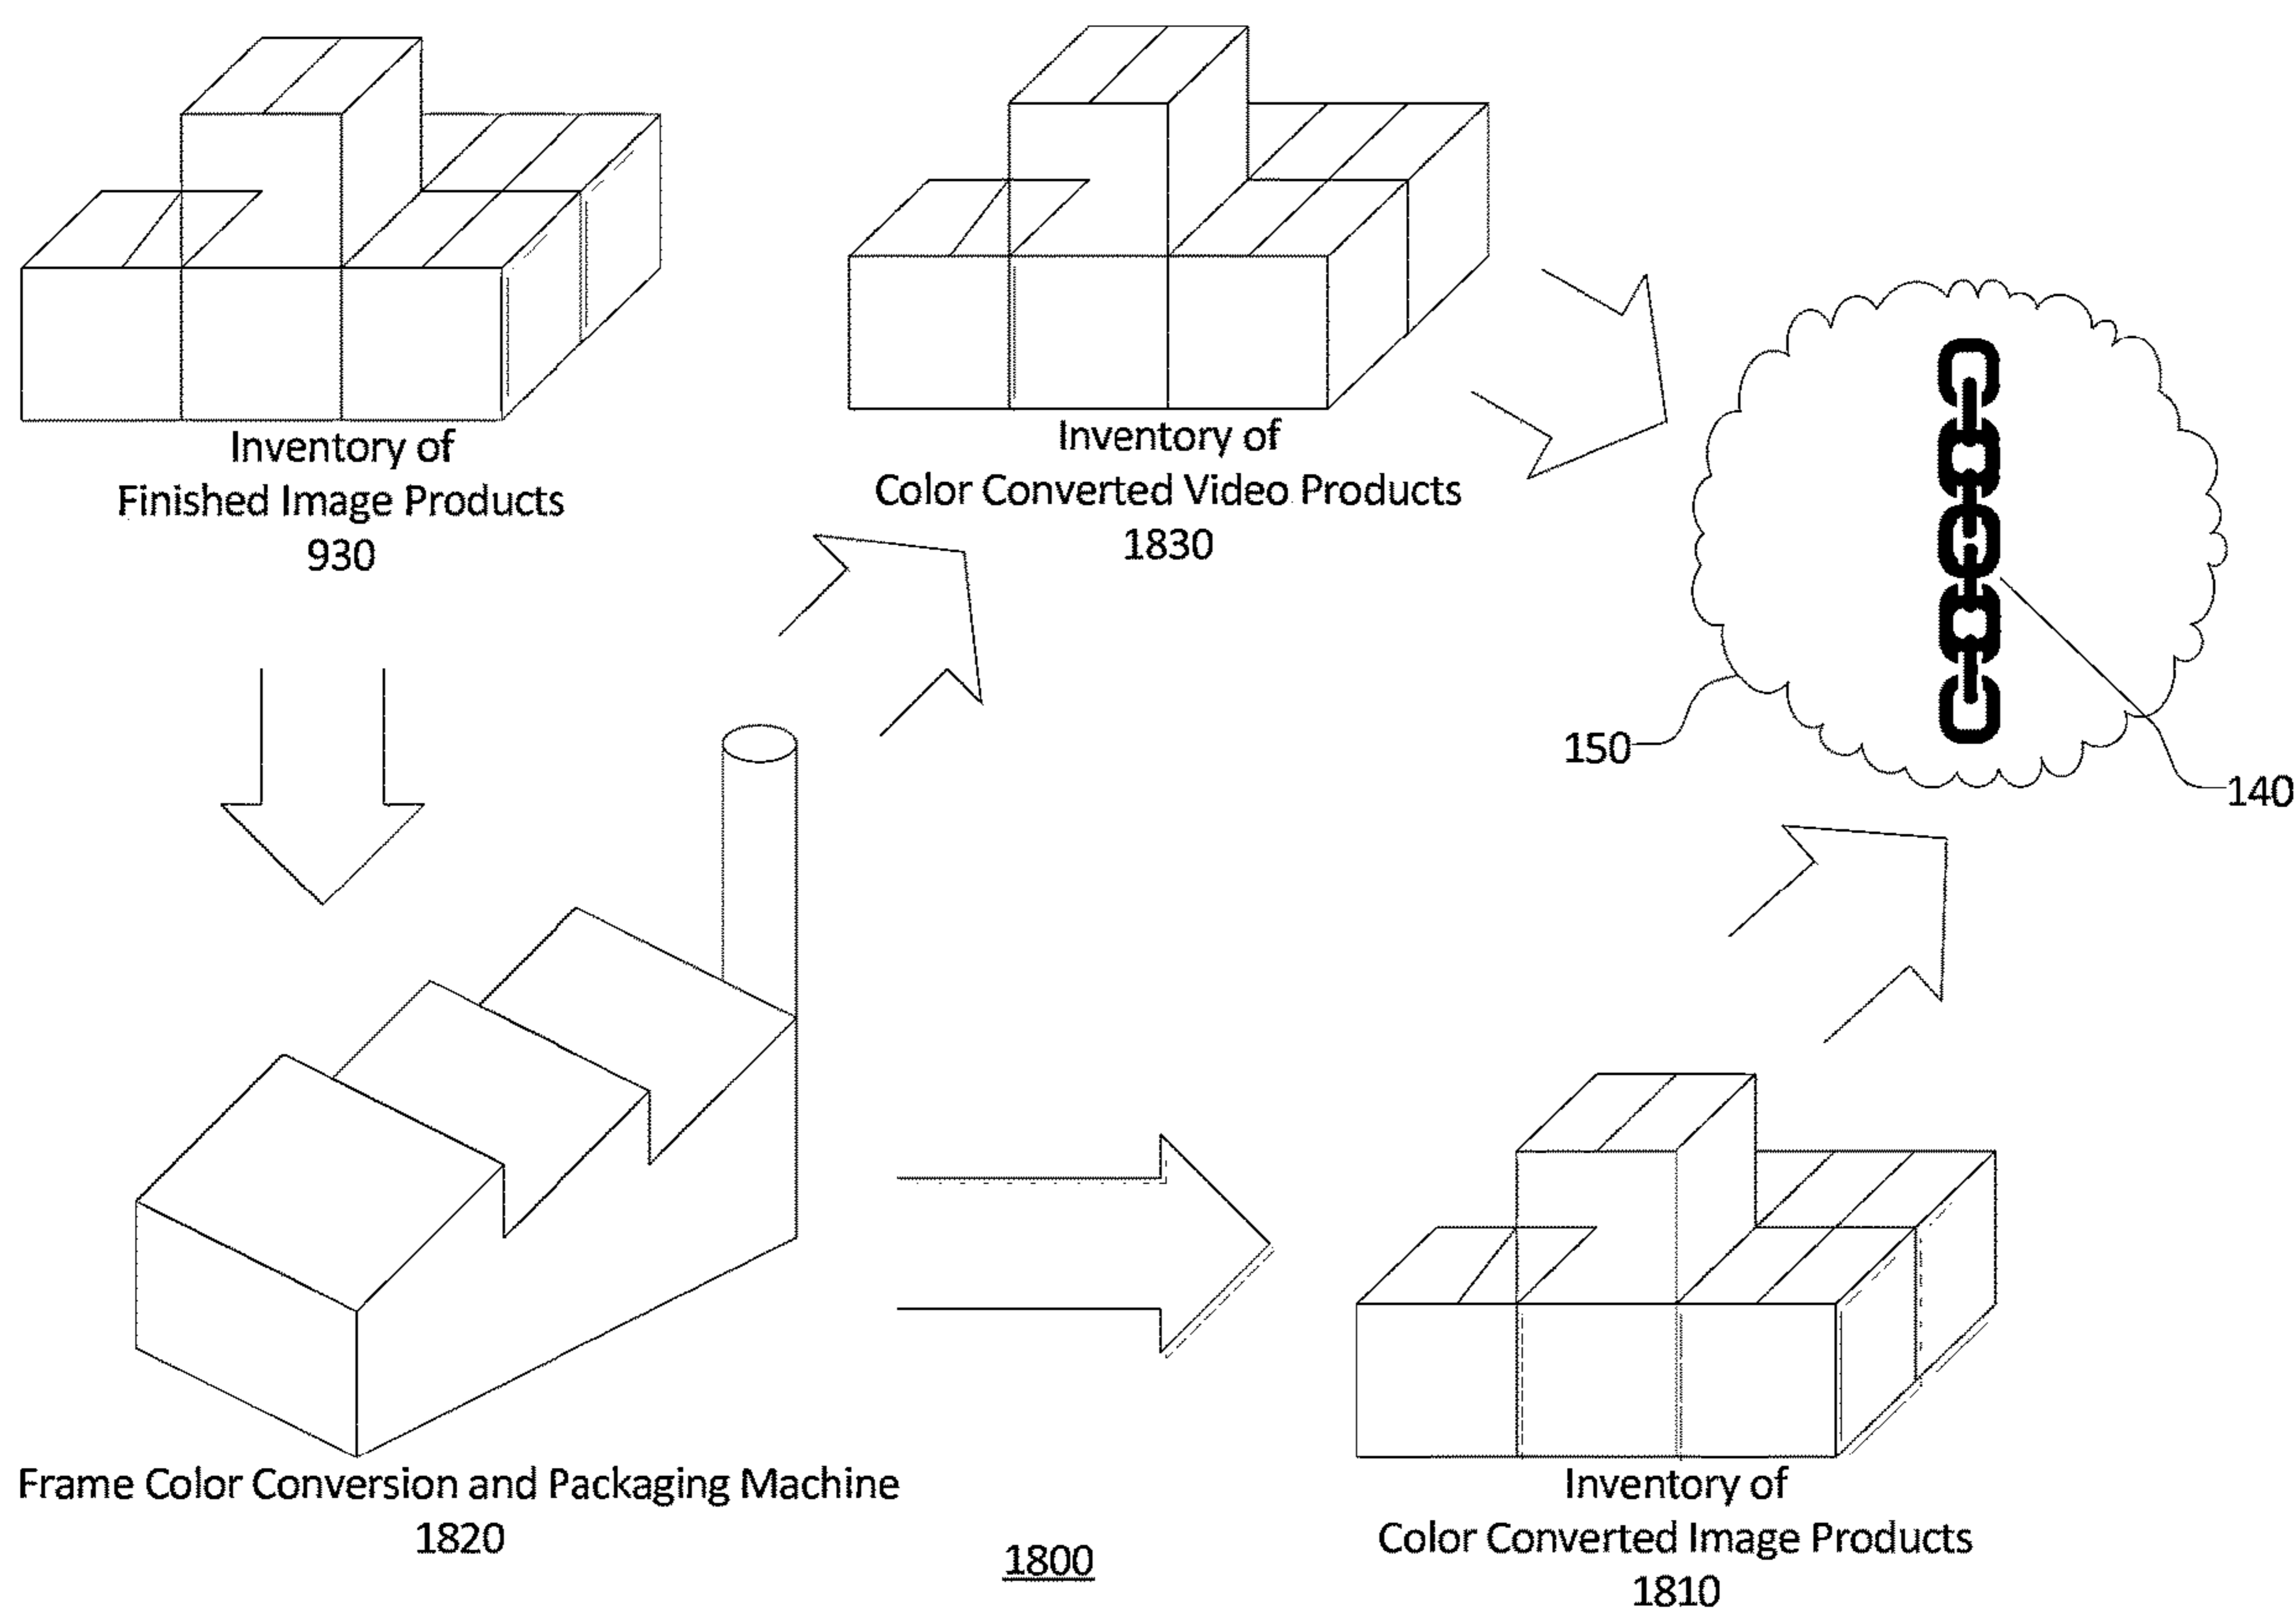 Inventory of
Finished Image Products
930
Inventory of
Color Converted Video Products
1830
150
140
Frame Color Conversion and Packaging Machine
1820
1800
Inventory of
Color Converted Image Products
1810